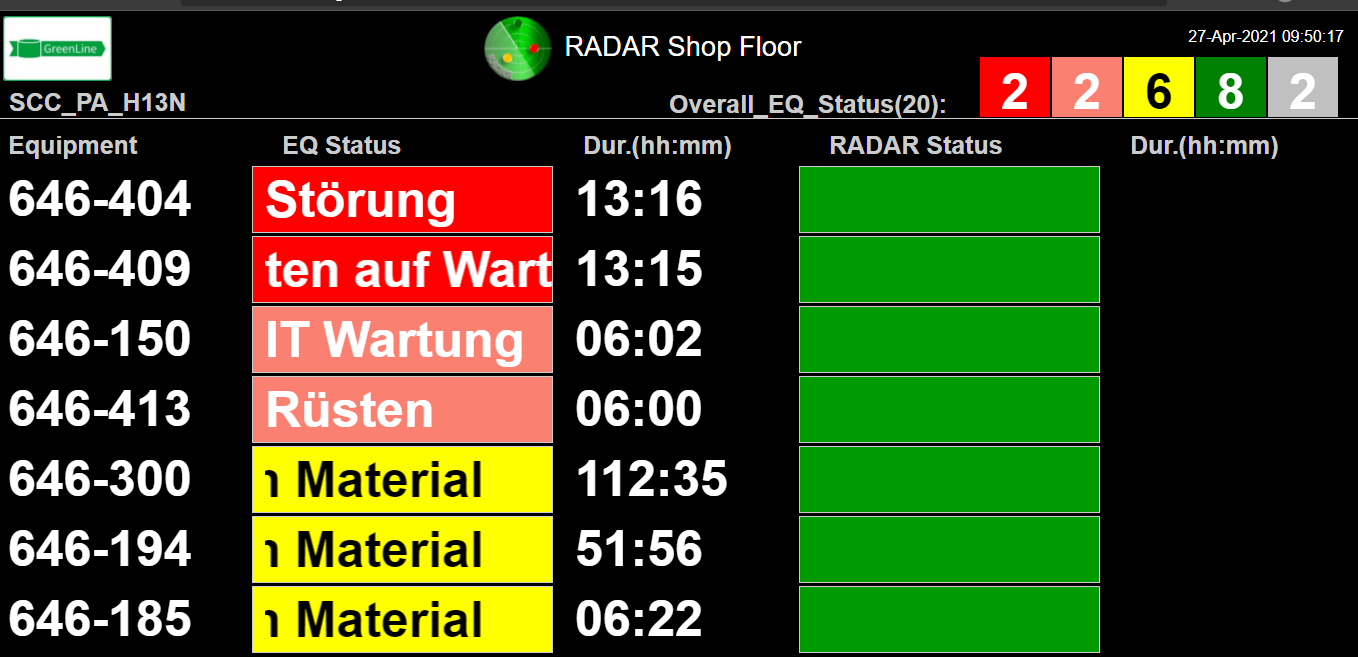 GreenLine
RADAR Shop Floor
27-Apr-2021 09:50:17
SCC_PA_H13N
Overall_EQ_Status(20): 2 2 6 8 2
Equipment EQ Status Dur.(hh:mm) RADAR Status Dur.(hh:mm)
646-404 Störung 13:16
646-409 ten auf Wart 13:15
646-150 IT Wartung 06:02
646-413 Rüsten 06:00
646-300 Material 112:35
646-194 Material 51:56
646-185 Material 06:22